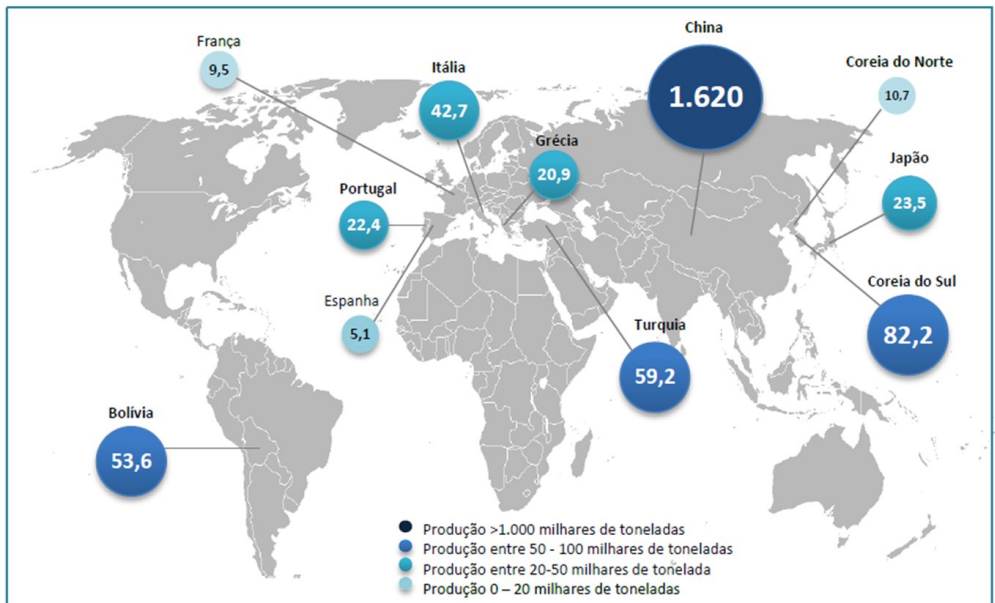 China
França
9,5
Itália
42,7
1.620
Coreia do Norte
10,7
Grécia
20,9
Japão
23,5
Portugal
22,4
Coreia do Sul
82,2
Espanha
5,1
Turquia
59,2
Bolívia
53,6
Produção >1.000 milhares de toneladas
Produção entre 50 - 100 milhares de toneladas
Produção entre 20-50 milhares de tonelada
Produção 0 – 20 milhares de toneladas